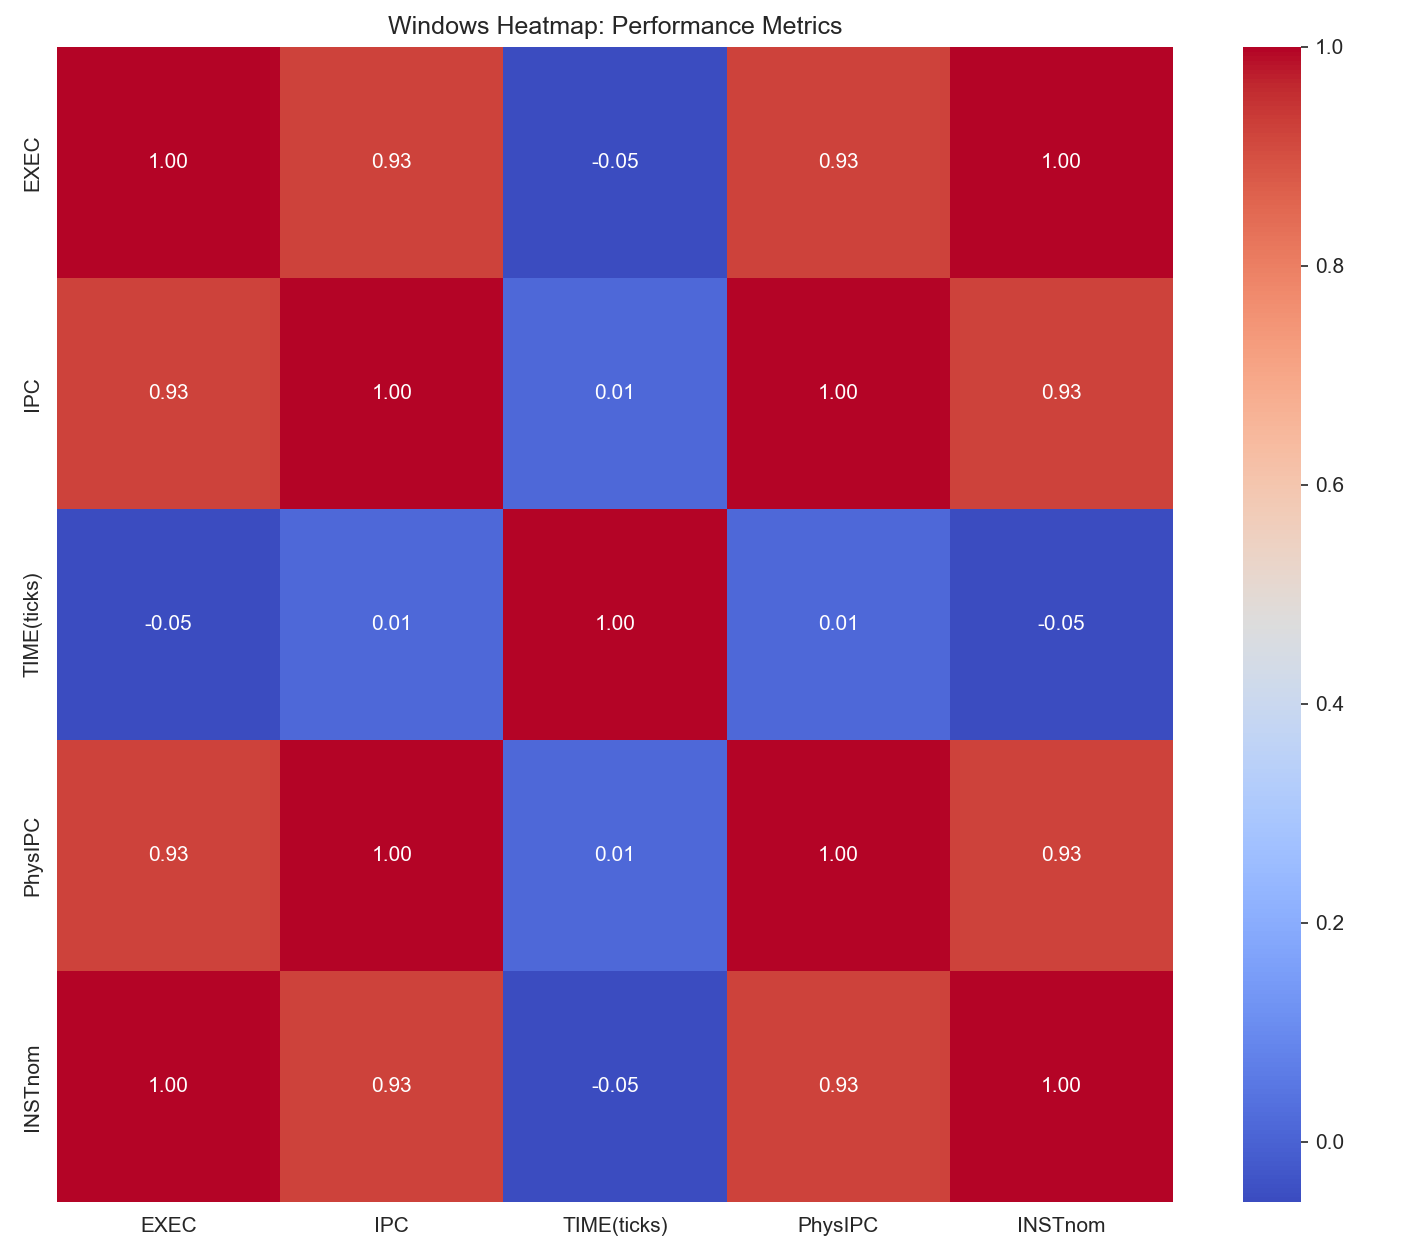 Windows Heatmap: Performance Metrics
EXEC 1.00 0.93 -0.05 0.93 1.00
IPC 0.93 1.00 0.01 1.00 0.93
TIME(ticks) -0.05 0.01 1.00 0.01 -0.05
PhysIPC 0.93 1.00 0.01 1.00 0.93
INSTnom 1.00 0.93 -0.05 0.93 1.00
EXEC IPC TIME(ticks) PhysIPC INSTnom
1.0
0.8
0.6
0.4
0.2
0.0